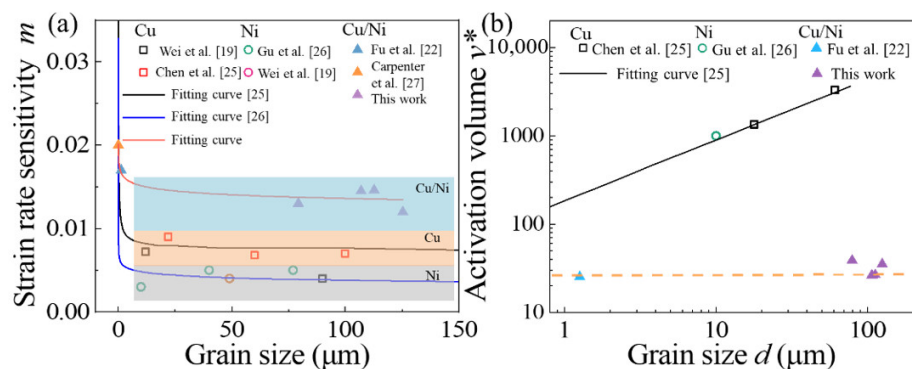 (a)
Cu Ni Cu/Ni
Wei et al. [19] Gu et al. [26] Fu et al. [22]
Chen et al. [25] Wei et al. [19] Carpenter
et al. [27]
Fitting curve [25] This work
Fitting curve [26]
Fitting curve
Cu/Ni
Cu
Ni
0.03
0.02
0.01
0.00
Strain rate sensitivity m
0 50 100 150
Grain size (μm)
(b)
Cu Ni Cu/Ni
Chen et al. [25] Gu et al. [26] Fu et al. [22]
Fitting curve [25] This work
10,000
1000
100
10
Activation volume v*
1 10 100
Grain size d (μm)